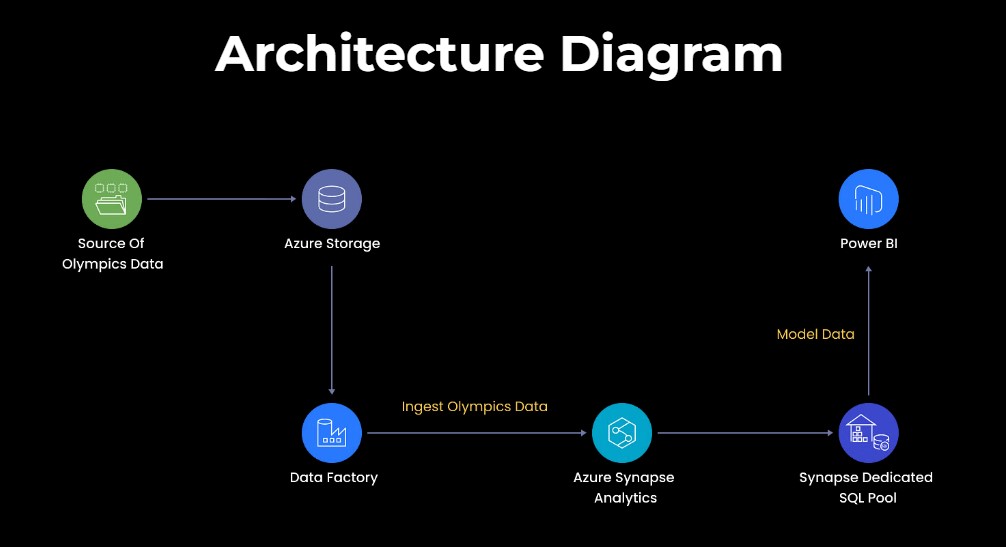 Architecture Diagram
Source Of
Olympics Data
Azure Storage
Power BI
Model Data
Ingest Olympics Data
Data Factory
Azure Synapse
Analytics
Synapse Dedicated
SQL Pool